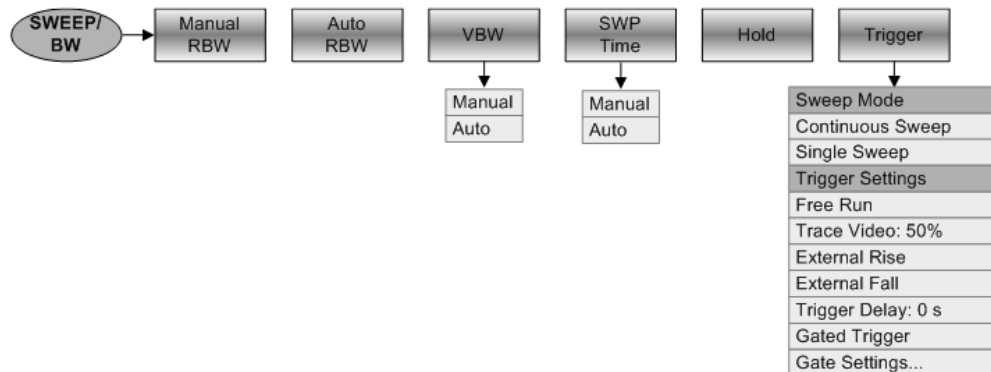 SWEEP/
BW
Manual
RBW
Auto
RBW
VBW
SWP
Time
Hold
Trigger
Manual
Auto
Manual
Auto
Sweep Mode
Continuous Sweep
Single Sweep
Trigger Settings
Free Run
Trace Video: 50%
External Rise
External Fall
Trigger Delay: 0 s
Gated Trigger
Gate Settings...